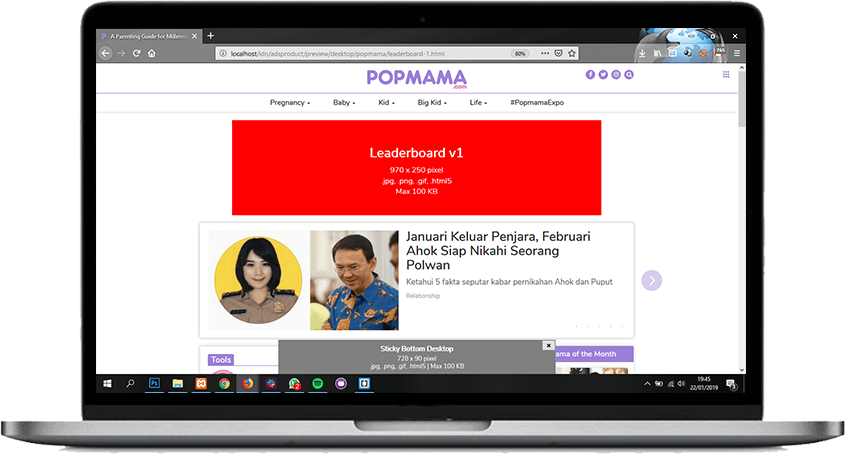 A Parenting Guide for Millenn
localhost/idn/adsproduct/preview/desktop/popmama/leaderboard-1.html
80%
POPMAMA
.com
Pregnancy Baby Kid Big Kid Life #PopmamaExpo
Leaderboard v1
970 x 250 pixel
.jpg, .png, .gif, .html5
Max 100 KB
Januari Keluar Penjara, Februari
Ahok Siap Nikahi Seorang
Polwan
Ketahui 5 fakta seputar kabar pernikahan Ahok dan Puput
Relationship
Tools
Sticky Bottom Desktop
728 x 90 pixel
.jpg, .png, .gif, .html5 | Max 100 KB
ama of the Month
19:45
22/01/2019